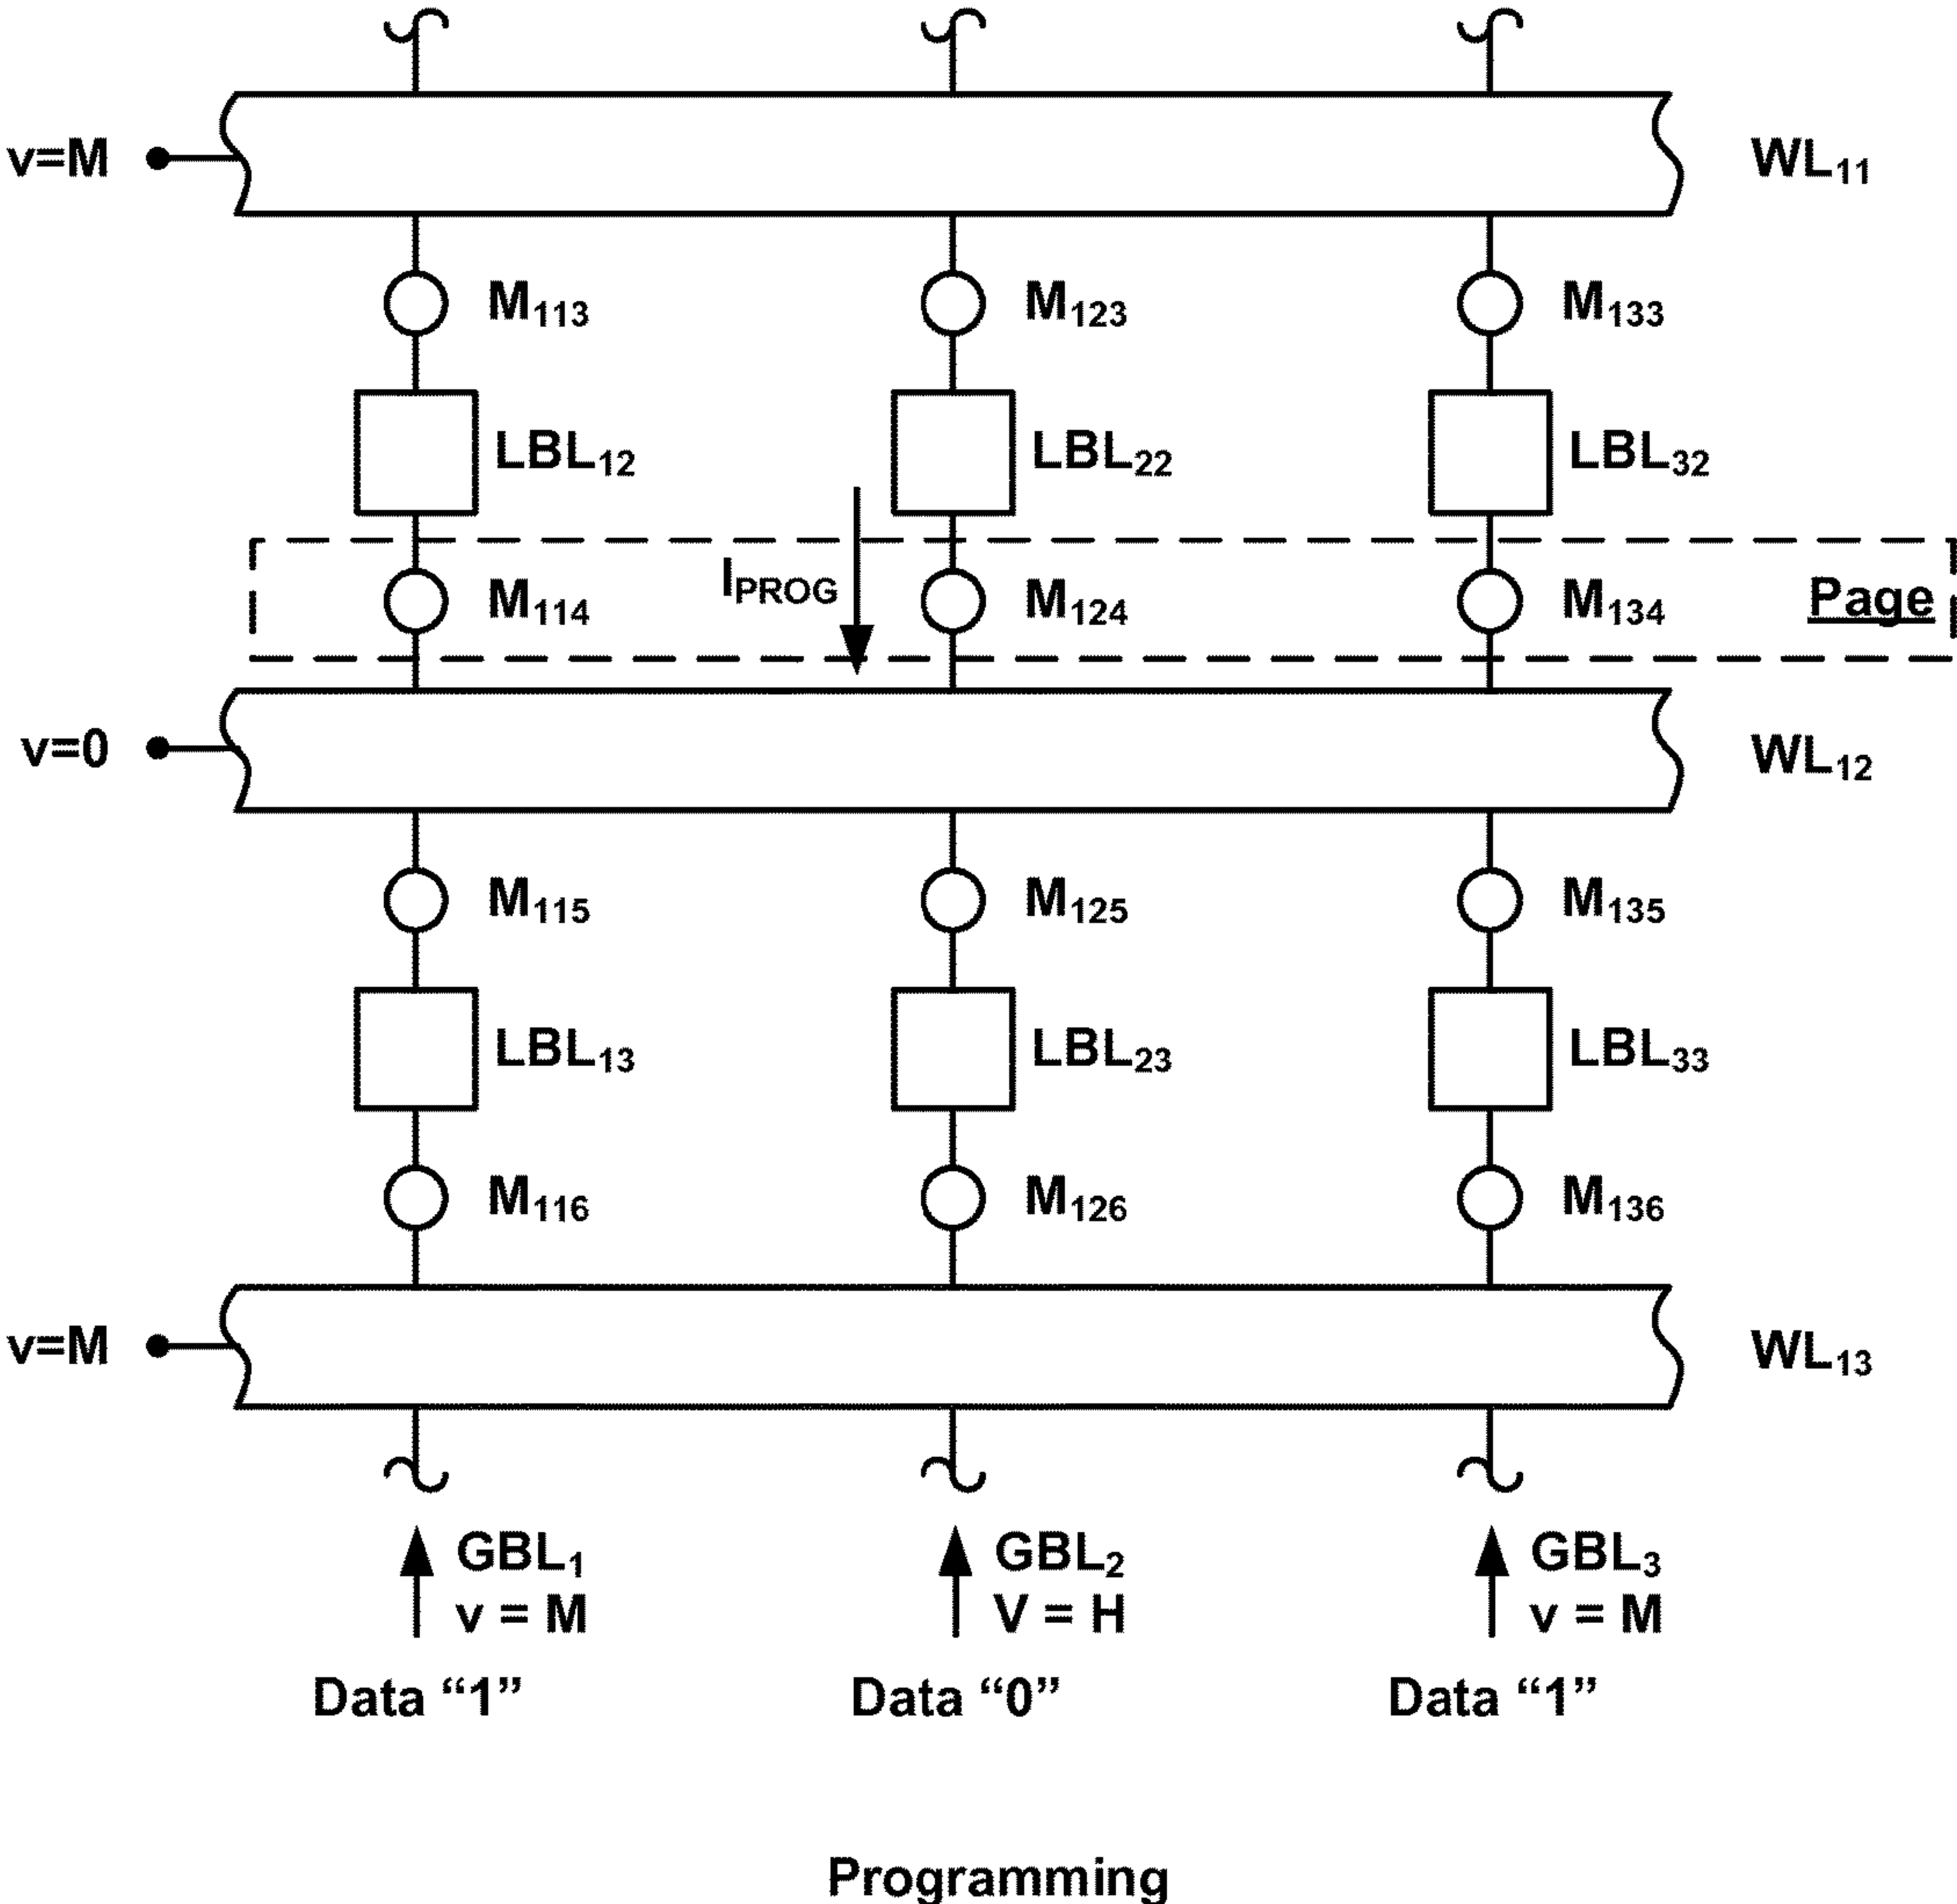 v=M WL₁₁
M₁₁₃ M₁₂₃ M₁₃₃
LBL₁₂ LBL₂₂ LBL₃₂
M₁₁₄ I_PROG M₁₂₄ M₁₃₄ Page
v=0 WL₁₂
M₁₁₅ M₁₂₅ M₁₃₅
LBL₁₃ LBL₂₃ LBL₃₃
M₁₁₆ M₁₂₆ M₁₃₆
v=M WL₁₃
GBL₁ GBL₂ GBL₃
v = M V = H v = M
Data “1” Data “0” Data “1”
Programming